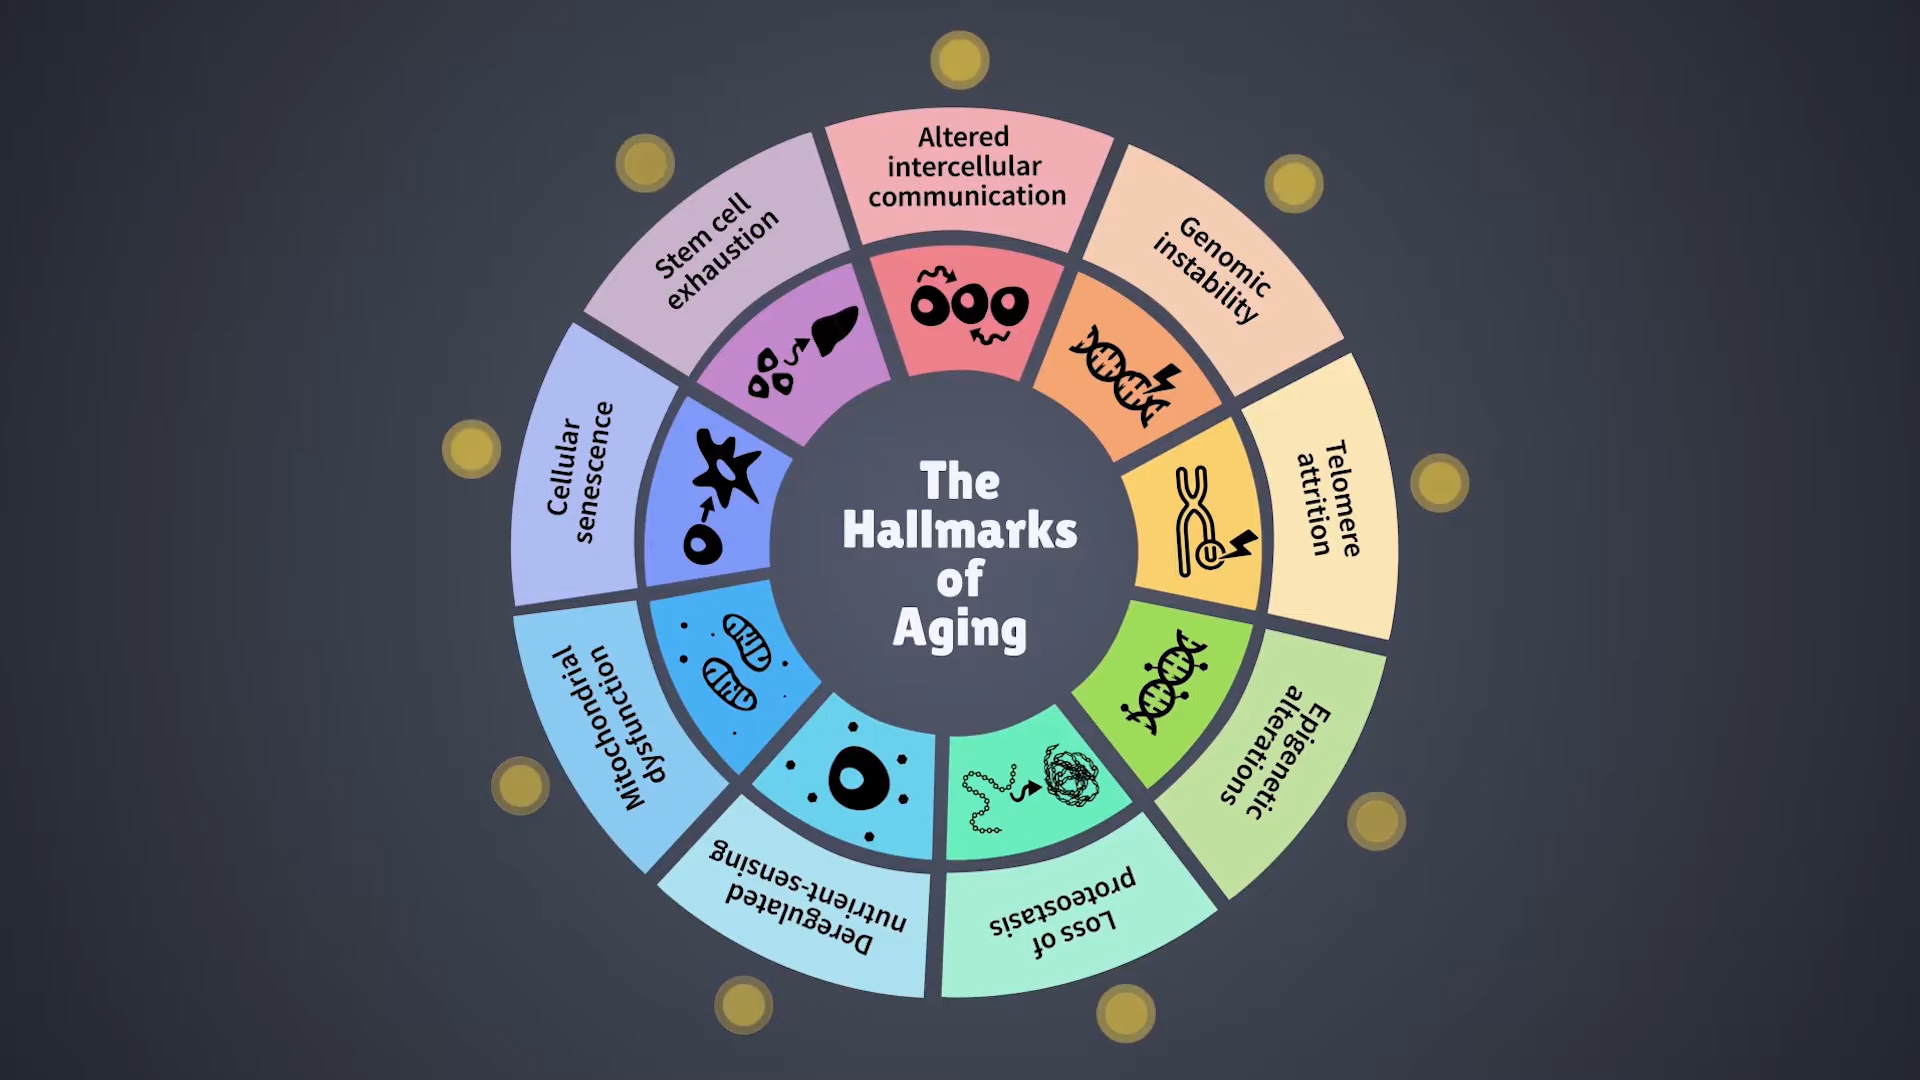 The
Hallmarks
of
Aging
Altered
intercellular
communication
Genomic
instability
Telomere
attrition
Epigenetic
alterations
Loss of
proteostasis
Deregulated
nutrient-sensing
Mitochondrial
dysfunction
Cellular
senescence
Stem cell
exhaustion